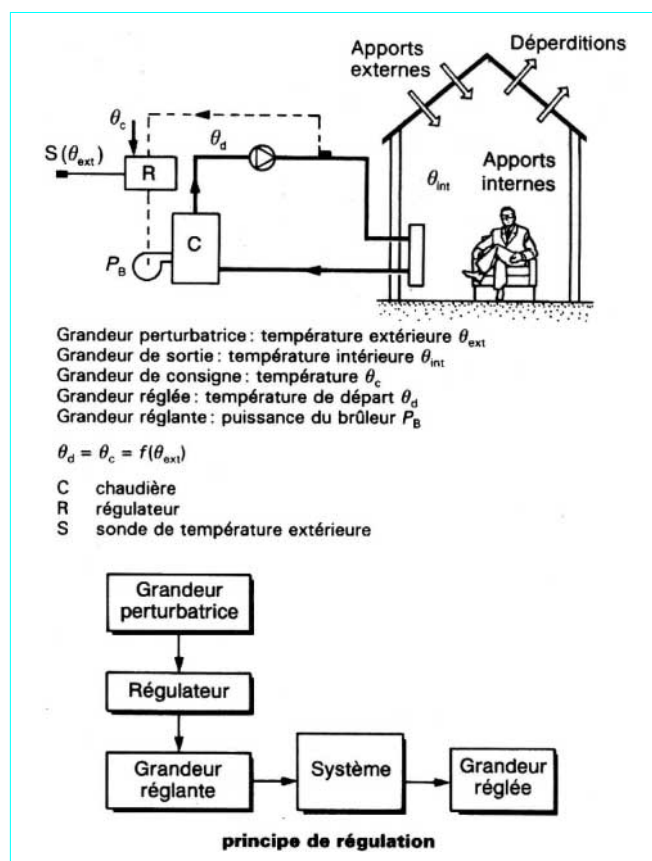 Apports
externes
Déperditions
θc
θd
S(θext)
R
θint
Apports
internes
C
PB
Grandeur perturbatrice : température extérieure θext
Grandeur de sortie : température intérieure θint
Grandeur de consigne : température θc
Grandeur réglée : température de départ θd
Grandeur réglante : puissance du brûleur PB
θd = θc = f(θext)
C chaudière
R régulateur
S sonde de température extérieure
Grandeur
perturbatrice
Régulateur
Grandeur
réglante
Système
Grandeur
réglée
principe de régulation